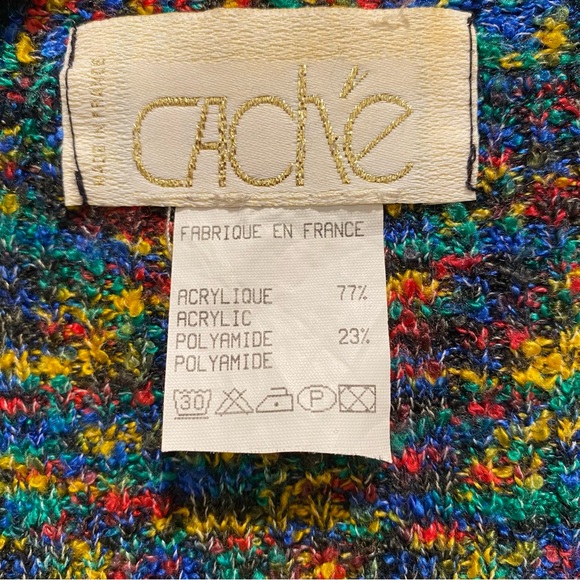 MADE IN FRANCE
Caché
FABRIQUE EN FRANCE
ACRYLIQUE 77%
ACRYLIC
POLYAMIDE 23%
POLYAMIDE
30 P